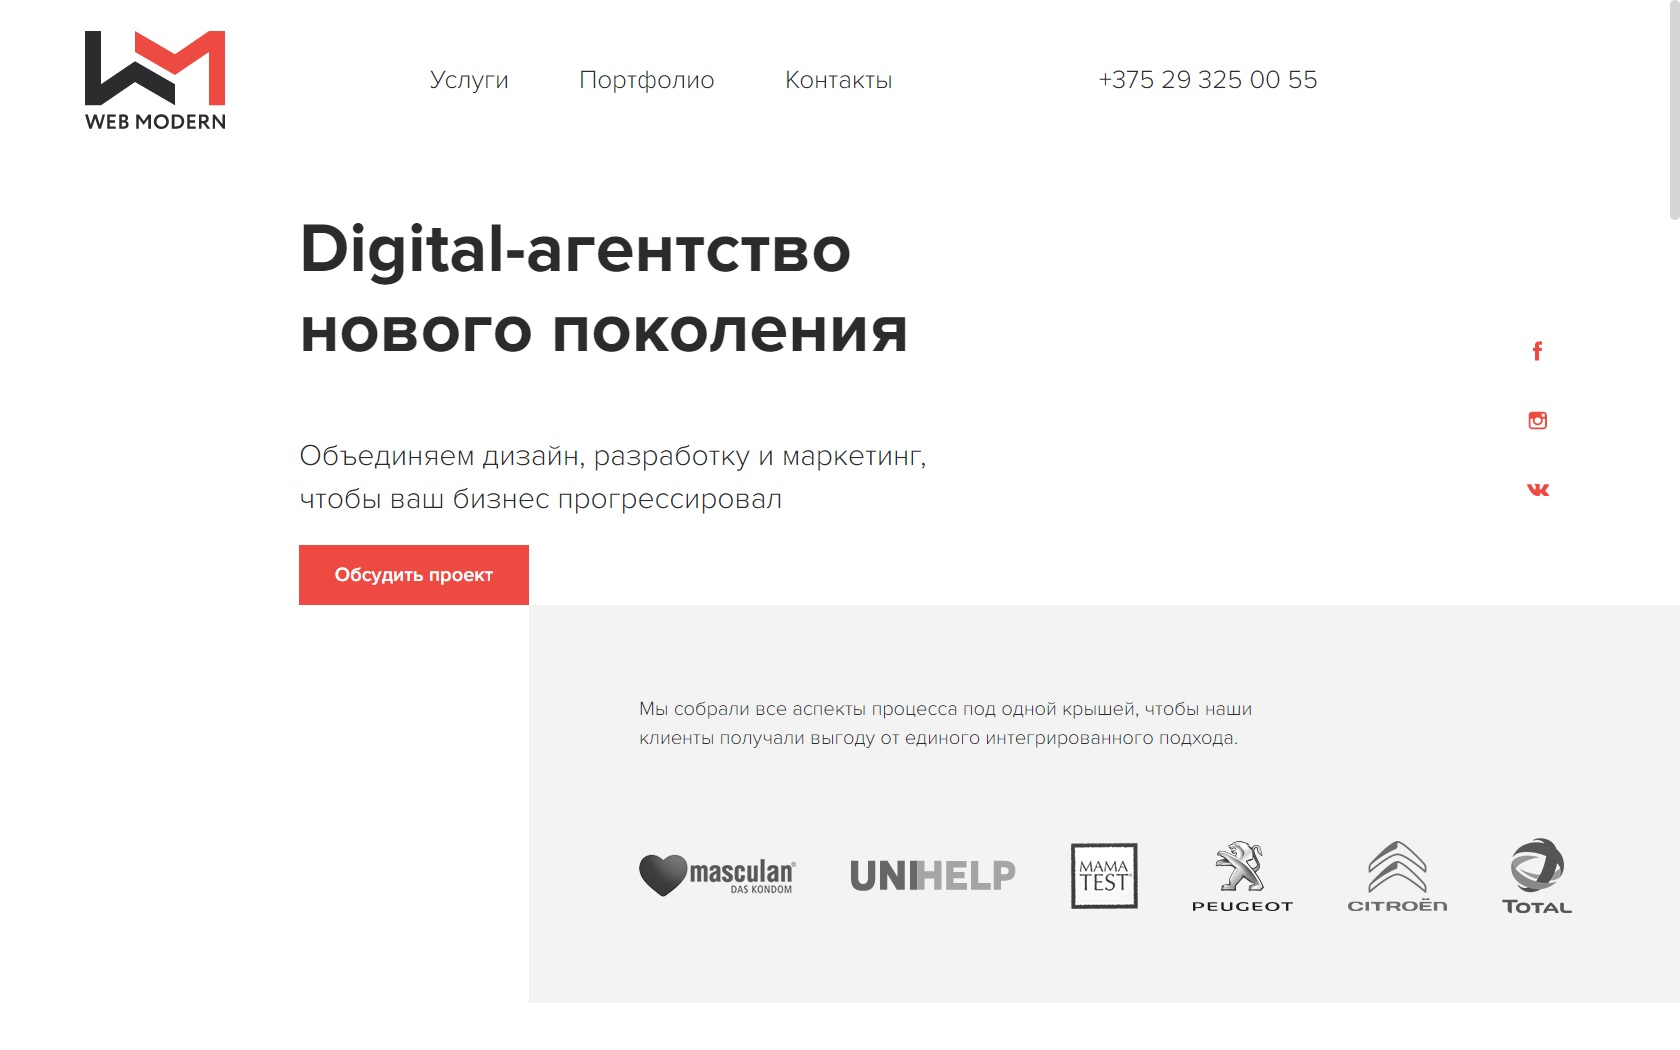 WEB MODERN
Услуги
Портфолио
Контакты
+375 29 325 00 55
Digital-агентство
нового поколения
Объединяем дизайн, разработку и маркетинг,
чтобы ваш бизнес прогрессировал
Обсудить проект
Мы собрали все аспекты процесса под одной крышей, чтобы наши
клиенты получали выгоду от единого интегрированного подхода.
masculan®
DAS KONDOM
UNIHELP
MAMA
TEST
PEUGEOT
CITROËN
TOTAL